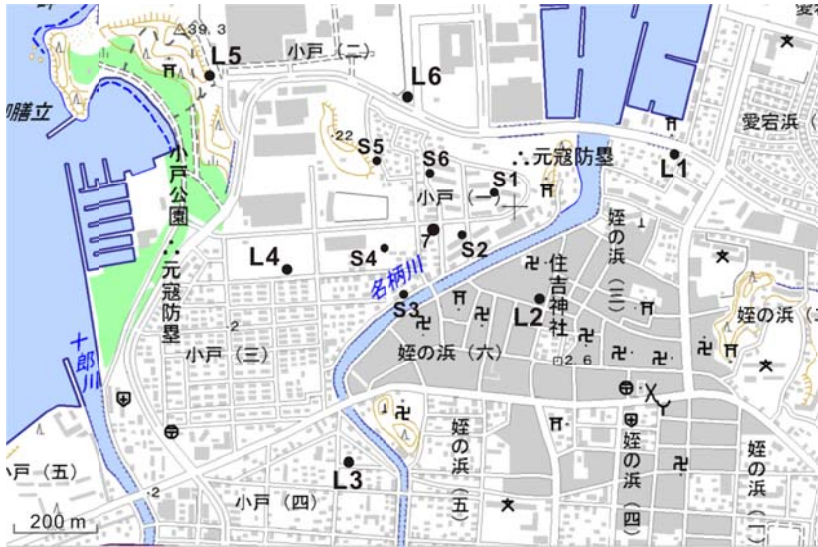 39.3
小戸（二）
L5
L6
愛宕浜（
御膳立
22
S5
S6
元寇防塁
L1
S1
小戸（一）
小戸公園
7
S2
S4
L4
名柄川
元寇防塁
S3
住吉神社
姪の浜（三）
L2
2
小戸（三）
姪の浜（六）
2.6
十郎川
姪の浜（
L3
小戸（四）
姪の浜（五）
姪の浜（四）
姪の浜（一）
小戸（五）
2
200 m